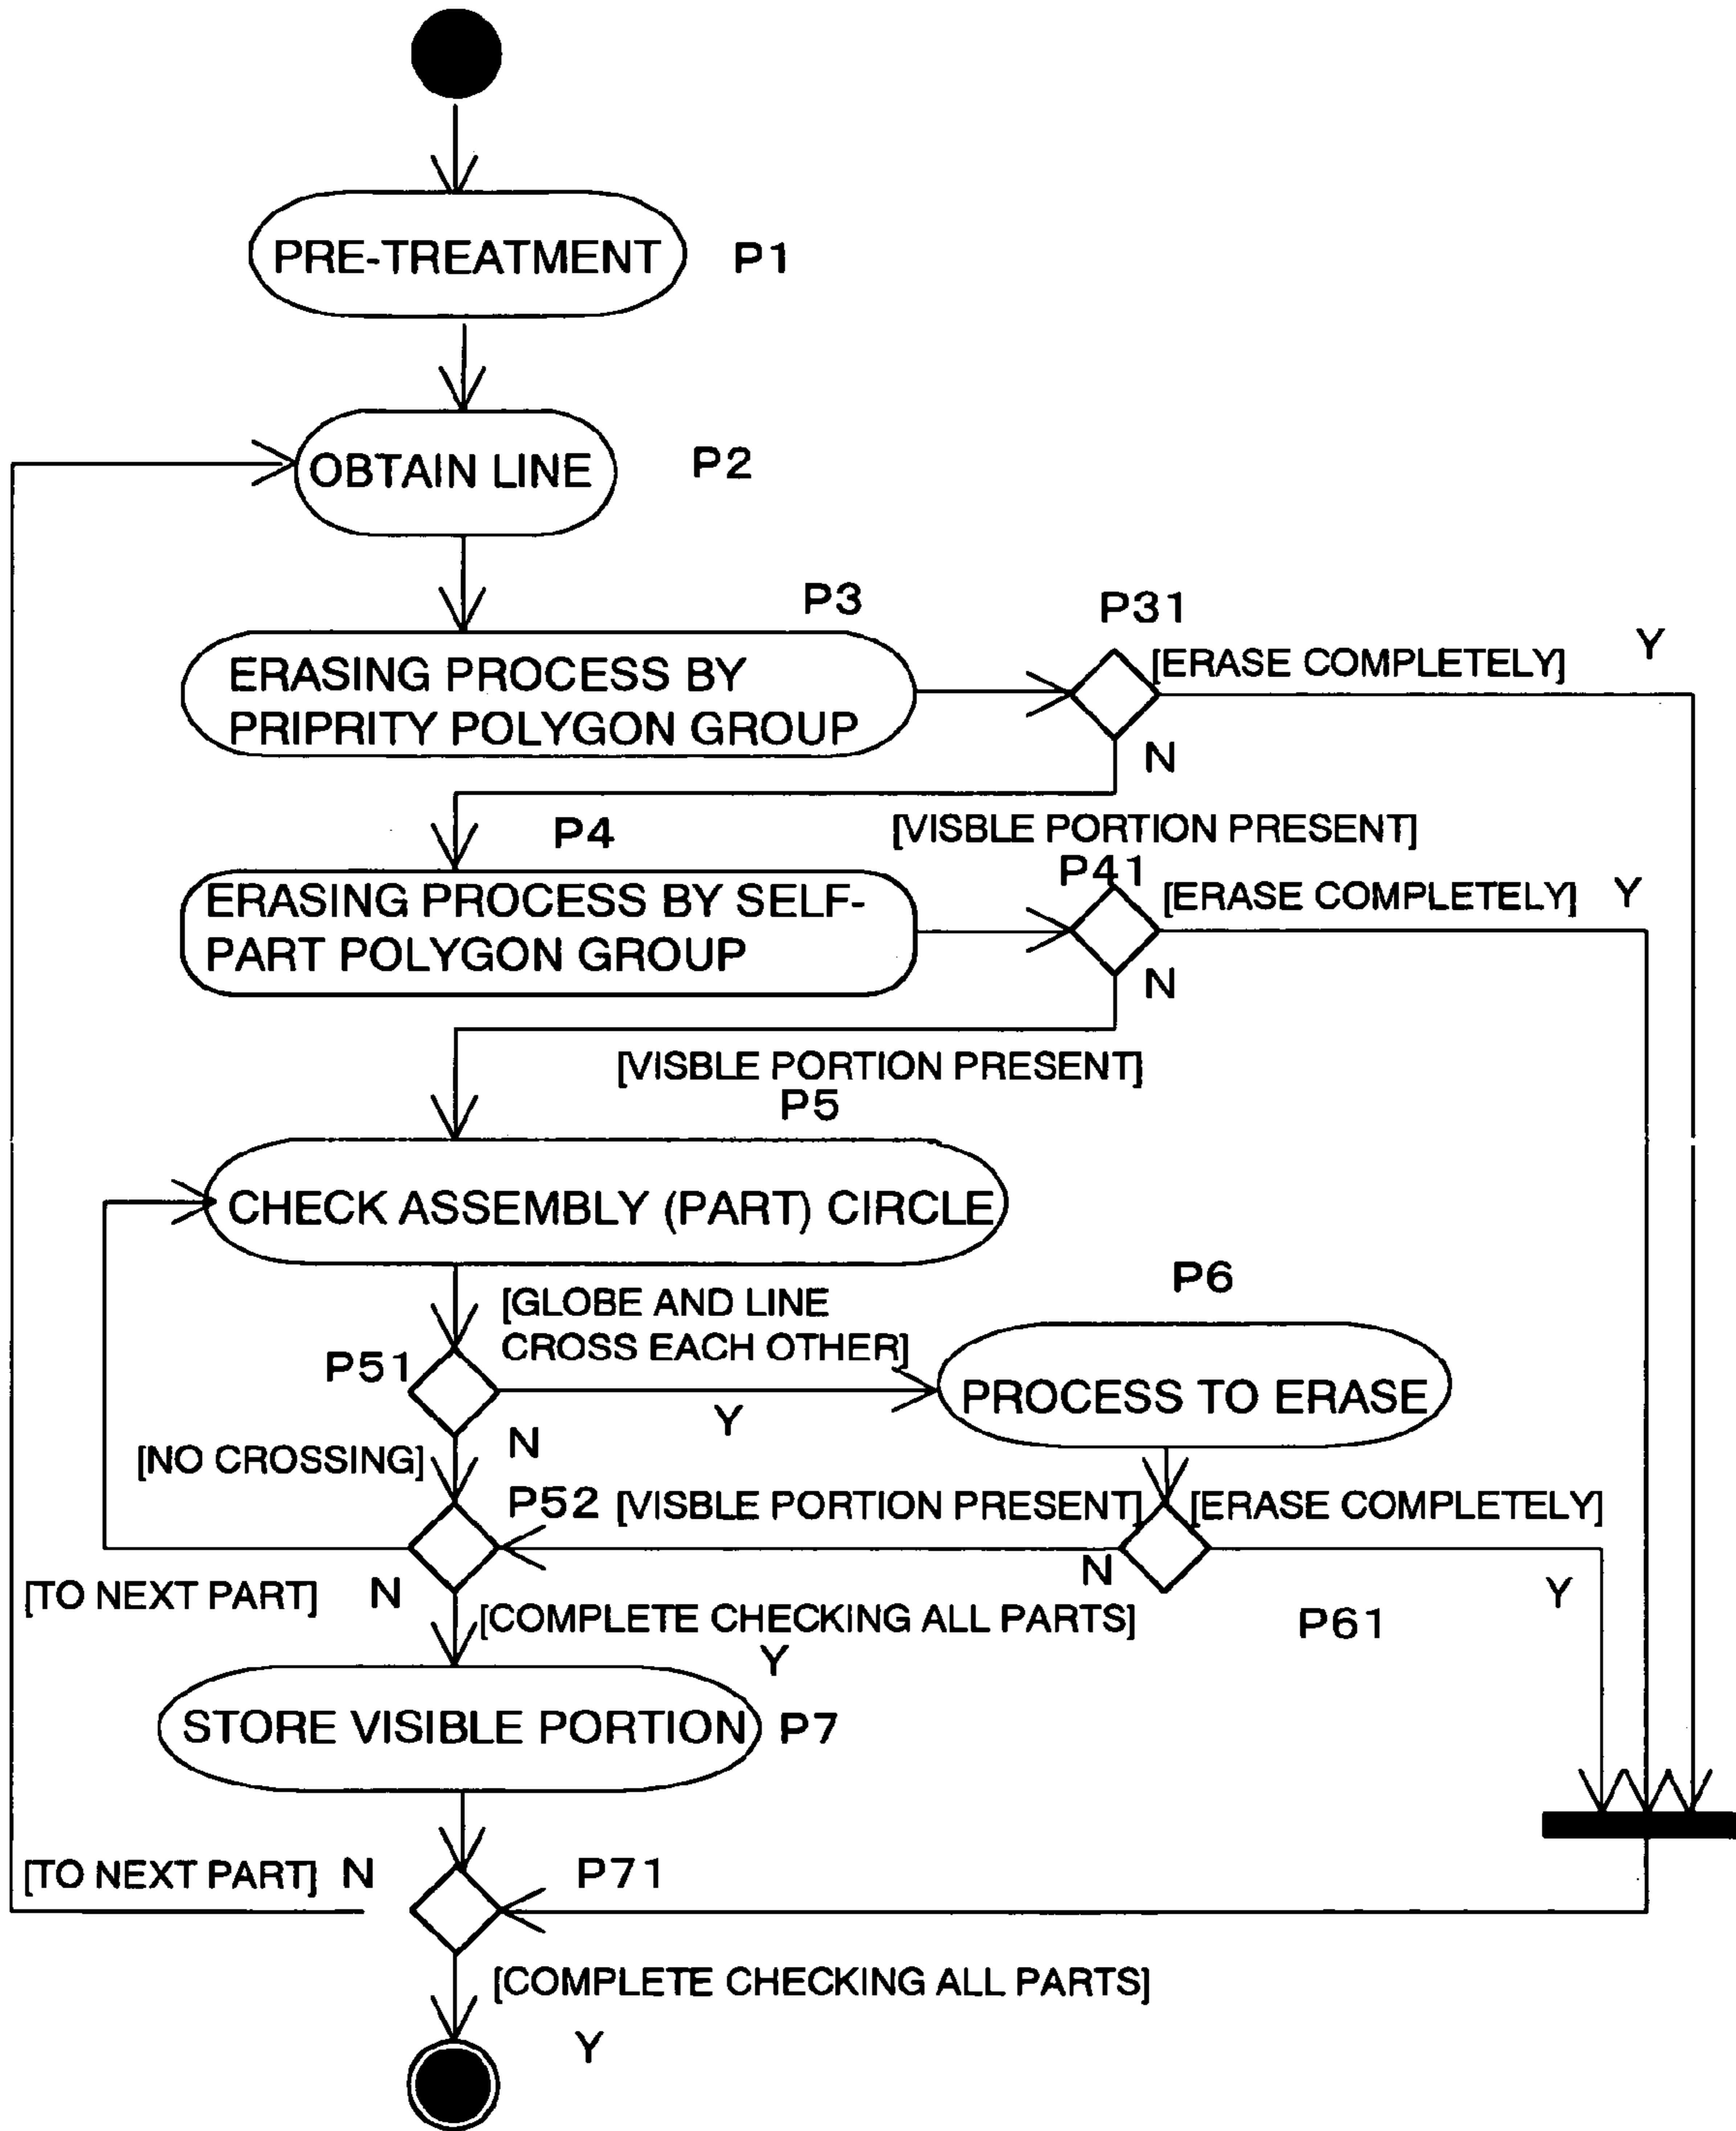 PRE-TREATMENT
P1
OBTAIN LINE
P2
P3
P31
ERASING PROCESS BY
PRIPRITY POLYGON GROUP
[ERASE COMPLETELY]
Y
N
P4
[VISBLE PORTION PRESENT]
P41
ERASING PROCESS BY SELF-
PART POLYGON GROUP
[ERASE COMPLETELY]
Y
N
[VISBLE PORTION PRESENT]
P5
CHECK ASSEMBLY (PART) CIRCLE
[GLOBE AND LINE
CROSS EACH OTHER]
P6
P51
PROCESS TO ERASE
Y
N
[NO CROSSING]
P52
[VISBLE PORTION PRESENT]
[ERASE COMPLETELY]
N
Y
[TO NEXT PART]
N
[COMPLETE CHECKING ALL PARTS]
P61
Y
STORE VISIBLE PORTION
P7
[TO NEXT PART]
N
P71
[COMPLETE CHECKING ALL PARTS]
Y